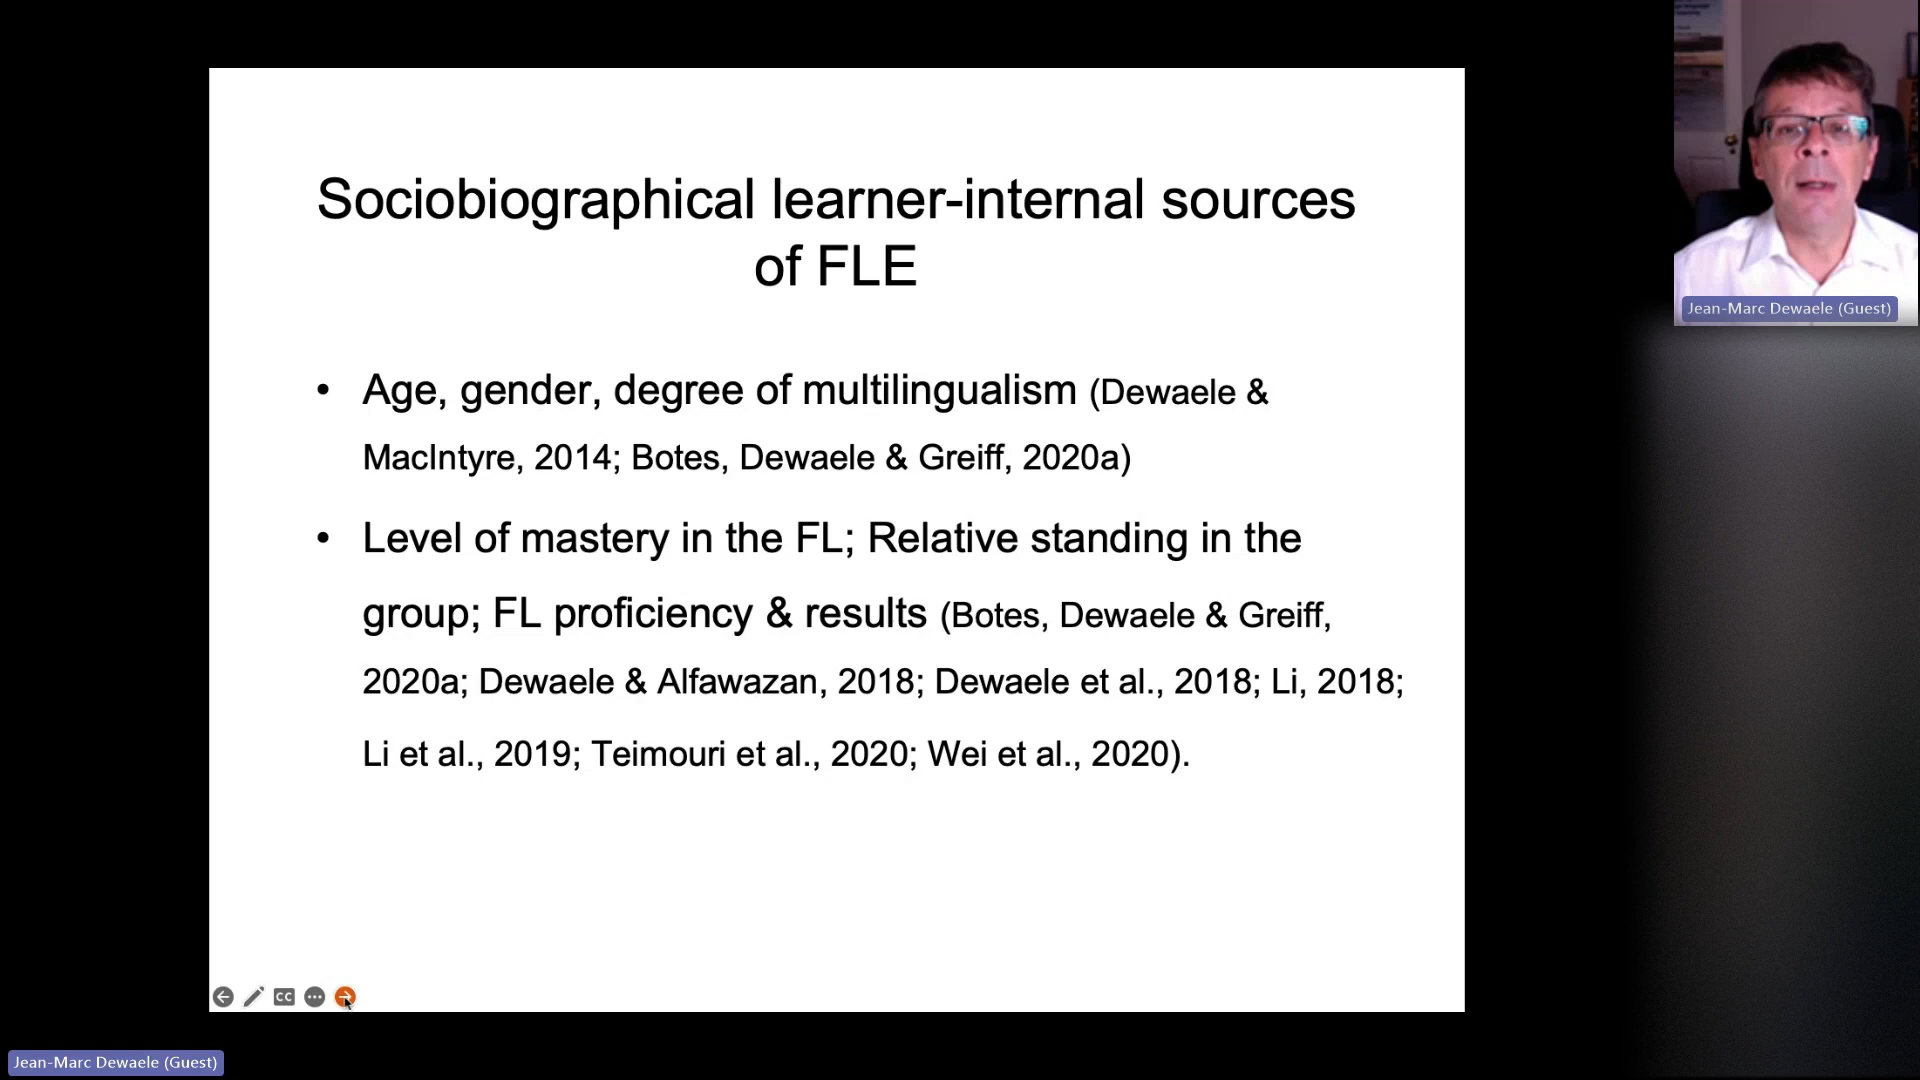 Sociobiographical learner-internal sources
of FLE
• Age, gender, degree of multilingualism (Dewaele &
MacIntyre, 2014; Botes, Dewaele & Greiff, 2020a)
• Level of mastery in the FL; Relative standing in the
group; FL proficiency & results (Botes, Dewaele & Greiff,
2020a; Dewaele & Alfawazan, 2018; Dewaele et al., 2018; Li, 2018;
Li et al., 2019; Teimouri et al., 2020; Wei et al., 2020).
CC
Jean-Marc Dewaele (Guest)
Jean-Marc Dewaele (Guest)